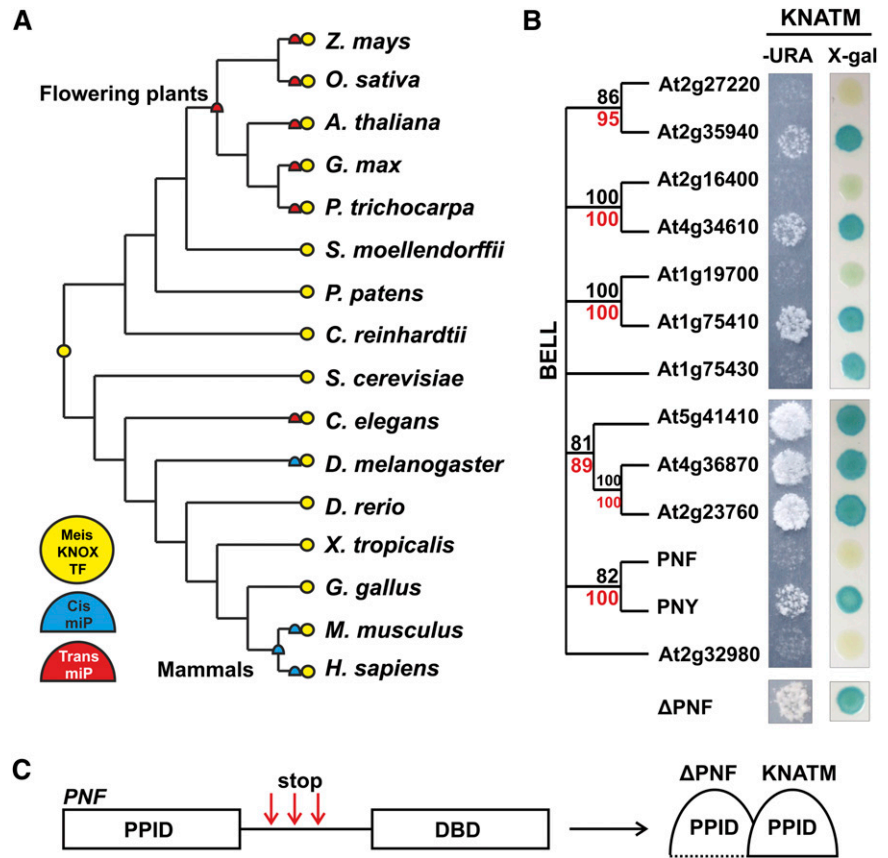 A
Flowering plants
Z. mays
O. sativa
A. thaliana
G. max
P. trichocarpa
S. moellendorffii
P. patens
C. reinhardtii
S. cerevisiae
C. elegans
D. melanogaster
D. rerio
X. tropicalis
G. gallus
M. musculus
H. sapiens
Mammals
Meis
KNOX
TF
Cis
miP
Trans
miP
B
KNATM
-URA X-gal
BELL
86
95
100
100
100
100
81
89
100
100
82
100
At2g27220
At2g35940
At2g16400
At4g34610
At1g19700
At1g75410
At1g75430
At5g41410
At4g36870
At2g23760
PNF
PNY
At2g32980
ΔPNF
C
PNF
PPID
stop
DBD
ΔPNF KNATM
PPID PPID